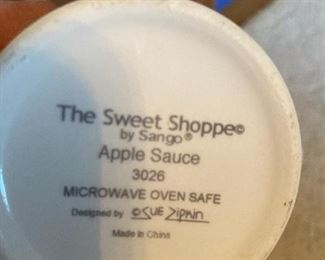 The Sweet Shoppe©
by Sango®
Apple Sauce
3026
MICROWAVE OVEN SAFE
Designed by ©SUE ZIPKIN
Made in China